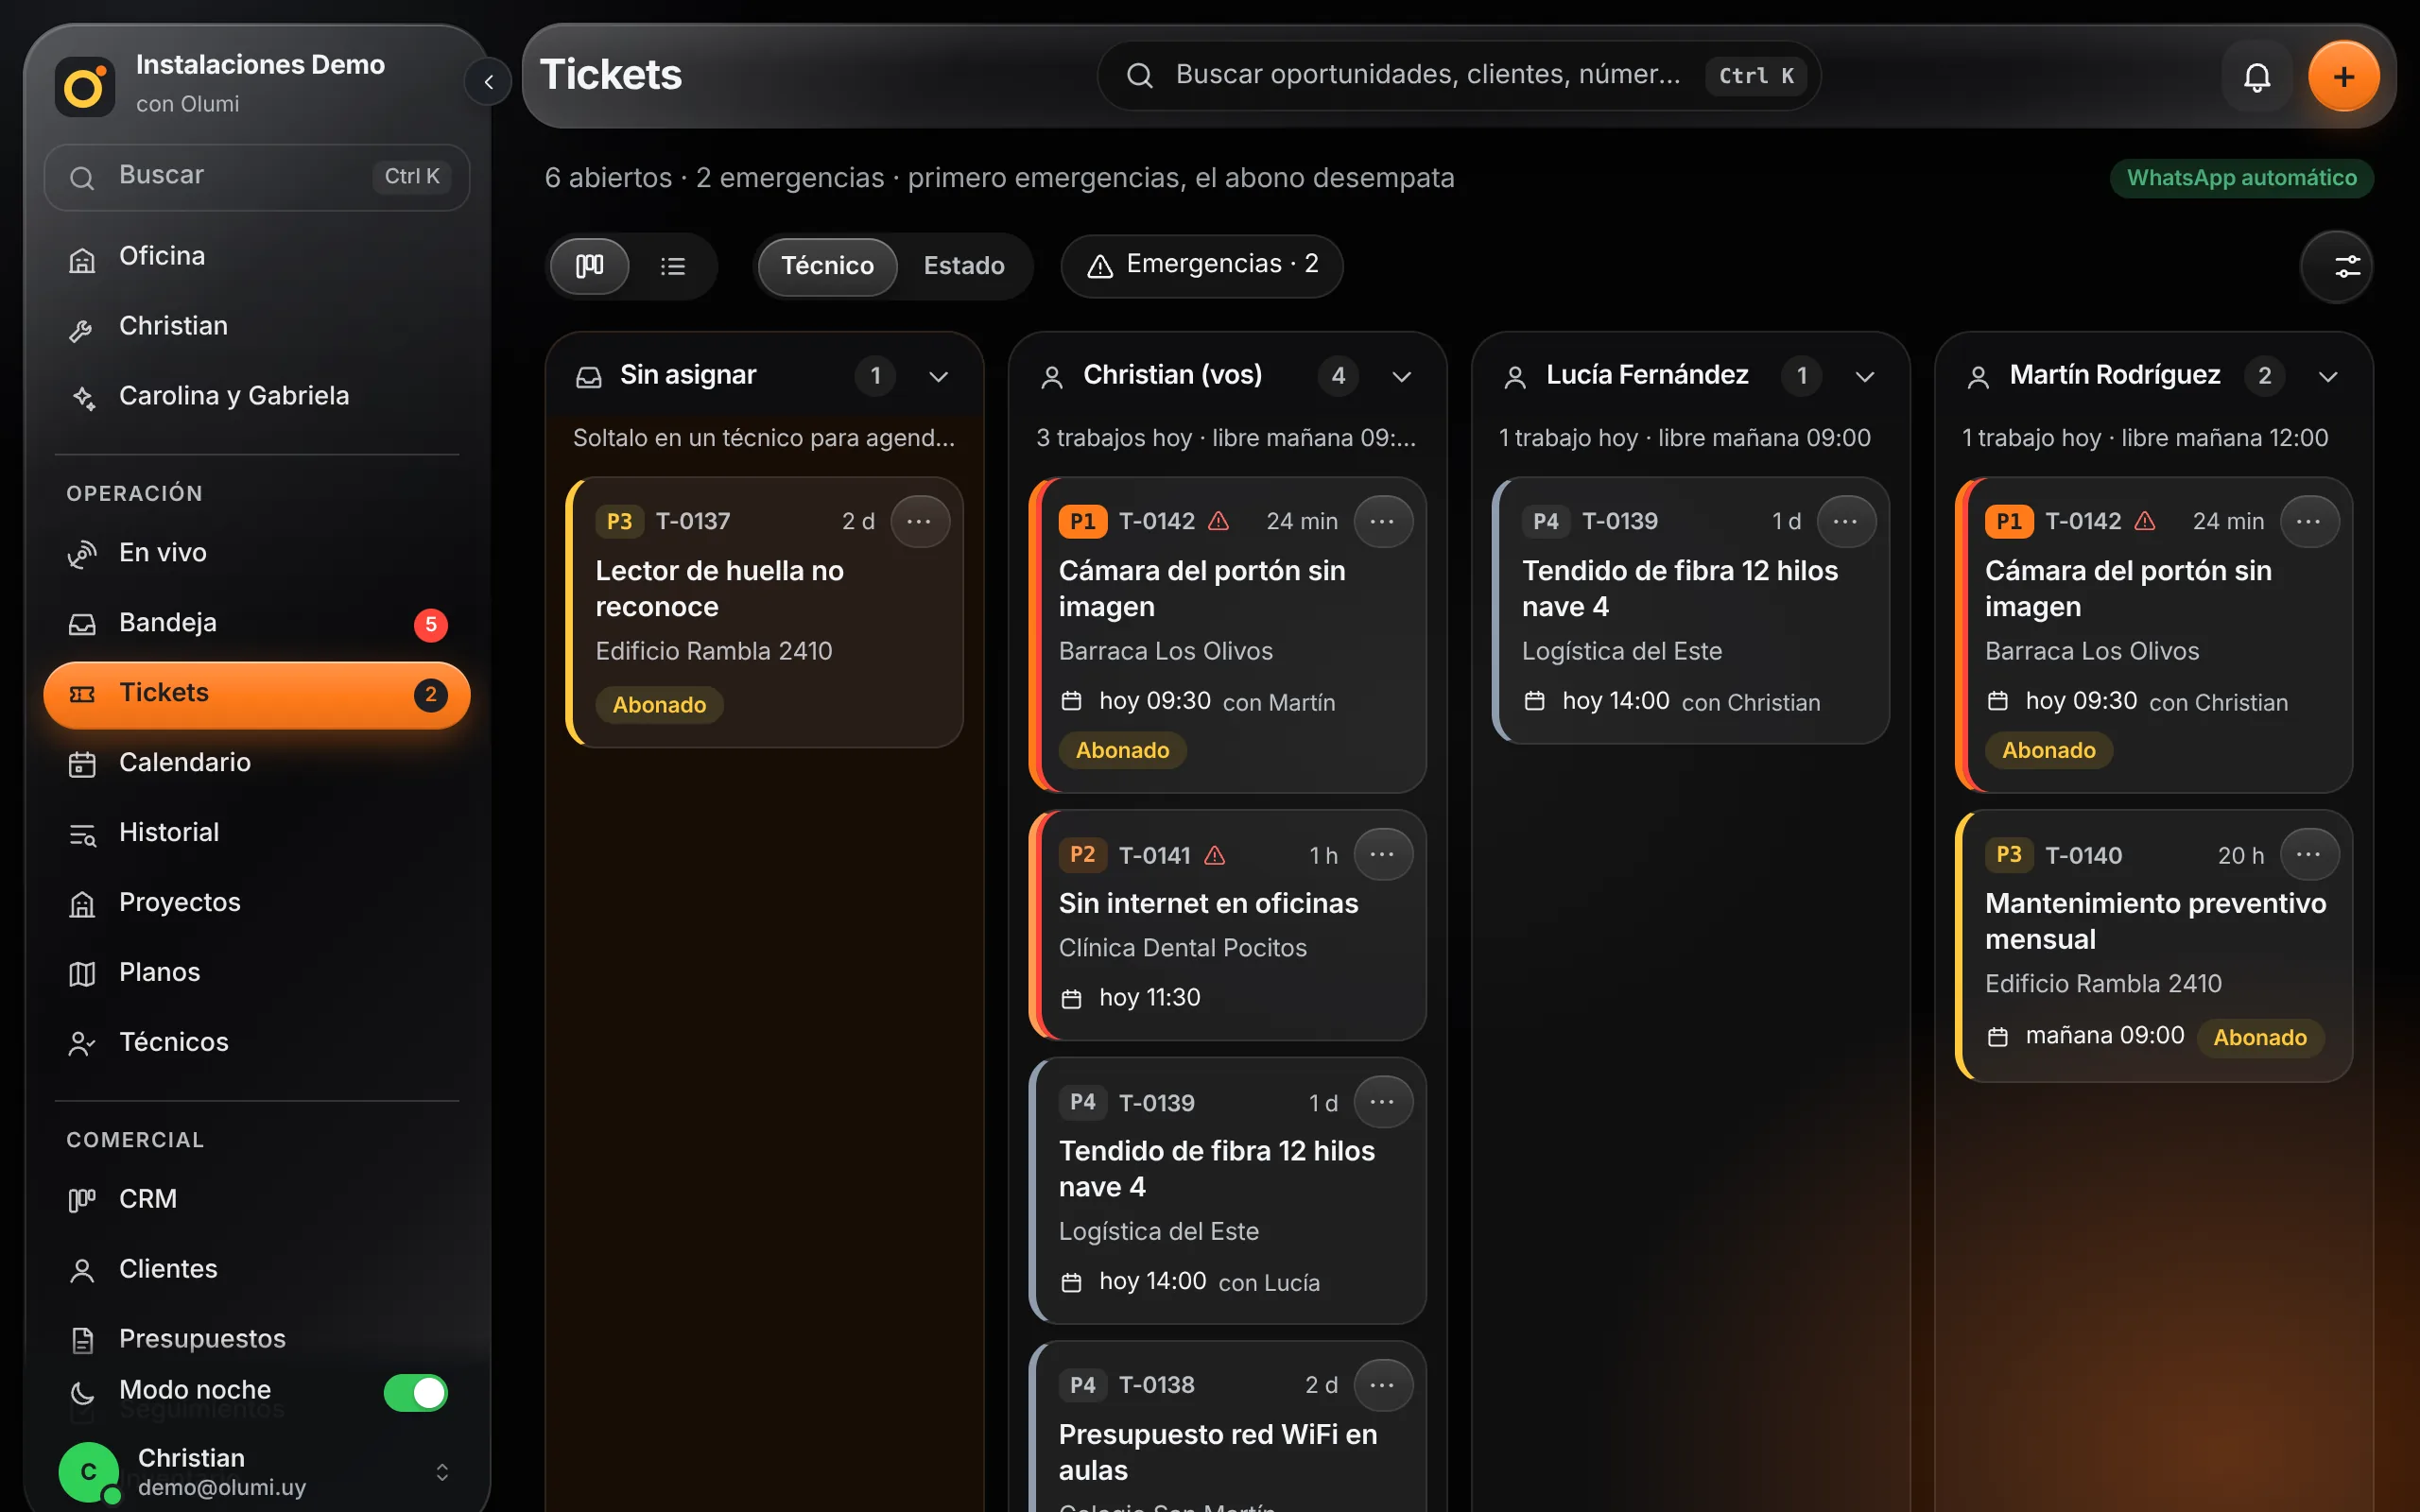 Instalaciones Demo
con Olumi
Buscar Ctrl K
Oficina
Christian
Carolina y Gabriela
OPERACIÓN
En vivo
Bandeja 5
Tickets 2
Calendario
Historial
Proyectos
Planos
Técnicos
COMERCIAL
CRM
Clientes
Presupuestos
Modo noche
Seguimientos
Christian
demo@olumi.uy
Tickets
Buscar oportunidades, clientes, númer... Ctrl K
6 abiertos · 2 emergencias · primero emergencias, el abono desempata
WhatsApp automático
Técnico Estado
Emergencias · 2
Sin asignar 1
Soltalo en un técnico para agend...
P3 T-0137 2 d
Lector de huella no
reconoce
Edificio Rambla 2410
Abonado
Christian (vos) 4
3 trabajos hoy · libre mañana 09:...
P1 T-0142 24 min
Cámara del portón sin
imagen
Barraca Los Olivos
hoy 09:30 con Martín
Abonado
P2 T-0141 1 h
Sin internet en oficinas
Clínica Dental Pocitos
hoy 11:30
P4 T-0139 1 d
Tendido de fibra 12 hilos
nave 4
Logística del Este
hoy 14:00 con Lucía
P4 T-0138 2 d
Presupuesto red WiFi en
aulas
Colegio San Martín
Lucía Fernández 1
1 trabajo hoy · libre mañana 09:00
P4 T-0139 1 d
Tendido de fibra 12 hilos
nave 4
Logística del Este
hoy 14:00 con Christian
Martín Rodríguez 2
1 trabajo hoy · libre mañana 12:00
P1 T-0142 24 min
Cámara del portón sin
imagen
Barraca Los Olivos
hoy 09:30 con Christian
Abonado
P3 T-0140 20 h
Mantenimiento preventivo
mensual
Edificio Rambla 2410
mañana 09:00 Abonado